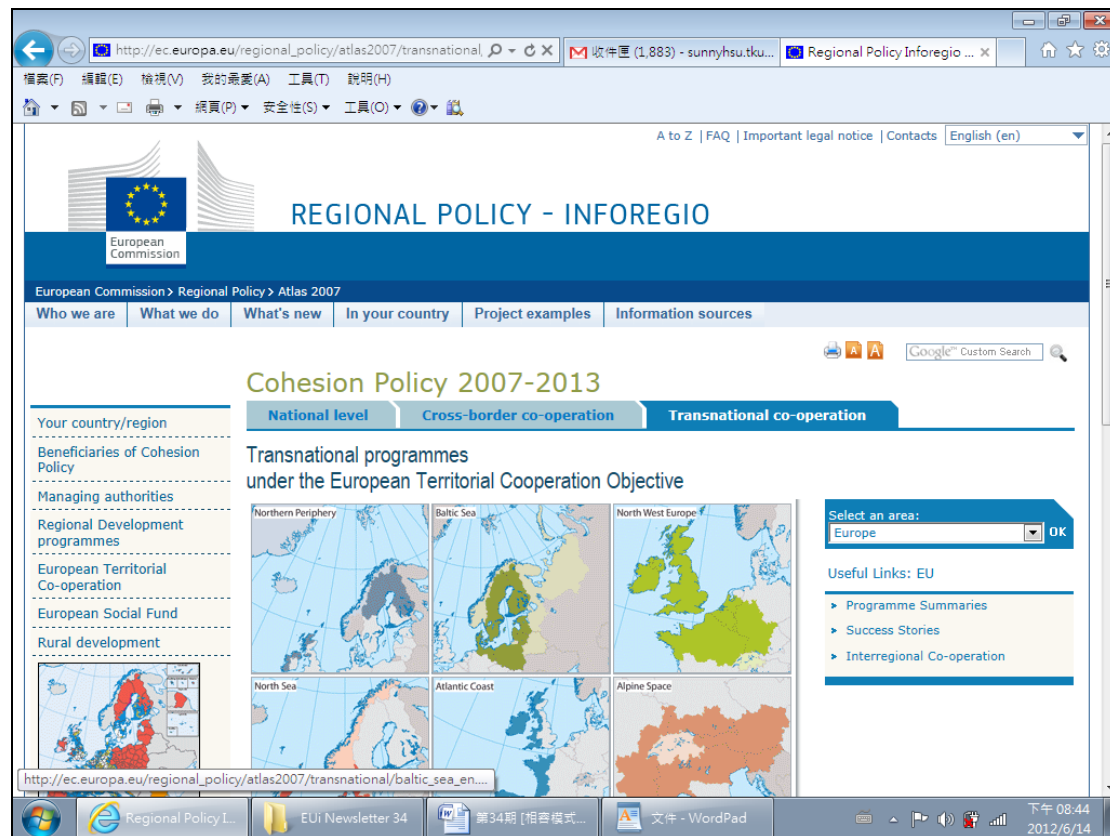 http://ec.europa.eu/regional_policy/atlas2007/transnational,
收件匣 (1,883) - sunnyhsu.tku...
Regional Policy Inforegio ...
檔案(F) 編輯(E) 檢視(V) 我的最愛(A) 工具(T) 說明(H)
網頁(P) 安全性(S) 工具(O)
A to Z | FAQ | Important legal notice | Contacts English (en)
European
Commission
REGIONAL POLICY - INFOREGIO
European Commission > Regional Policy > Atlas 2007
Who we are What we do What's new In your country Project examples Information sources
A A Google™ Custom Search
Cohesion Policy 2007-2013
National level Cross-border co-operation Transnational co-operation
Your country/region
Beneficiaries of Cohesion
Policy
Managing authorities
Regional Development
programmes
European Territorial
Co-operation
European Social Fund
Rural development
Transnational programmes
under the European Territorial Cooperation Objective
Northern Periphery
Baltic Sea
North West Europe
North Sea
Atlantic Coast
Alpine Space
Select an area:
Europe OK
Useful Links: EU
Programme Summaries
Success Stories
Interregional Co-operation
http://ec.europa.eu/regional_policy/atlas2007/transnational/baltic_sea_en....
Regional Policy I...
EUi Newsletter 34
第34期 [相容模式...
文件 - WordPad
下午 08:44
2012/6/14